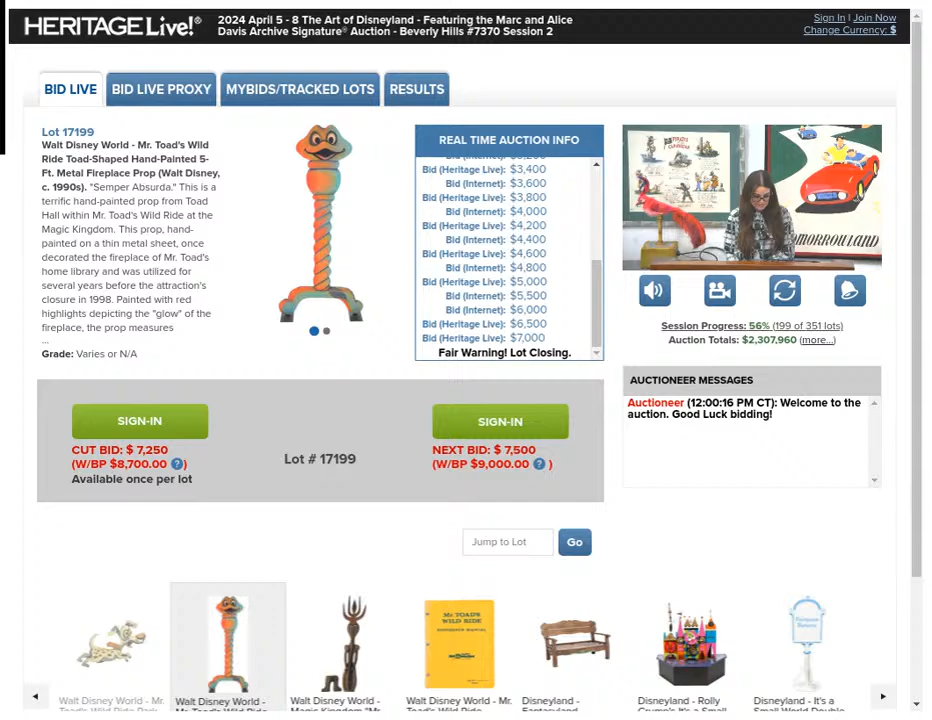 HERITAGE Live!®
2024 April 5 - 8 The Art of Disneyland - Featuring the Marc and Alice
Davis Archive Signature® Auction - Beverly Hills #7370 Session 2
Sign In | Join Now
Change Currency: $
BID LIVE
BID LIVE PROXY
MYBIDS/TRACKED LOTS
RESULTS
Lot 17199
Walt Disney World - Mr. Toad's Wild
Ride Toad-Shaped Hand-Painted 5-
Ft. Metal Fireplace Prop (Walt Disney,
c. 1990s). "Semper Absurda." This is a
terrific hand-painted prop from Toad
Hall within Mr. Toad's Wild Ride at the
Magic Kingdom. This prop, hand-
painted on a thin metal sheet, once
decorated the fireplace of Mr. Toad's
home library and was utilized for
several years before the attraction's
closure in 1998. Painted with red
highlights depicting the "glow" of the
fireplace, the prop measures
...
Grade: Varies or N/A
REAL TIME AUCTION INFO
Bid (Internet): $3,200
Bid (Heritage Live): $3,400
Bid (Internet): $3,600
Bid (Heritage Live): $3,800
Bid (Internet): $4,000
Bid (Heritage Live): $4,200
Bid (Internet): $4,400
Bid (Heritage Live): $4,600
Bid (Internet): $4,800
Bid (Heritage Live): $5,000
Bid (Internet): $5,500
Bid (Internet): $6,000
Bid (Heritage Live): $6,500
Bid (Heritage Live): $7,000
Fair Warning! Lot Closing.
TOMORROWLAND
Session Progress: 56% (199 of 351 lots)
Auction Totals: $2,307,960 (more...)
AUCTIONEER MESSAGES
Auctioneer (12:00:16 PM CT): Welcome to the
auction. Good Luck bidding!
SIGN-IN
CUT BID: $ 7,250
(W/BP $8,700.00 ? )
Available once per lot
Lot # 17199
SIGN-IN
NEXT BID: $ 7,500
(W/BP $9,000.00 ? )
Jump to Lot
Go
Mr. TOAD'S
WILD RIDE
Walt Disney World - Mr.
Walt Disney World -
Walt Disney World -
Magic Kingdom "Mr.
Walt Disney World - Mr.
Toad's Wild Ride
Disneyland -
Fantasyland
Disneyland - Rolly
Crump's It's a Small
Disneyland - It's a
Small World Double